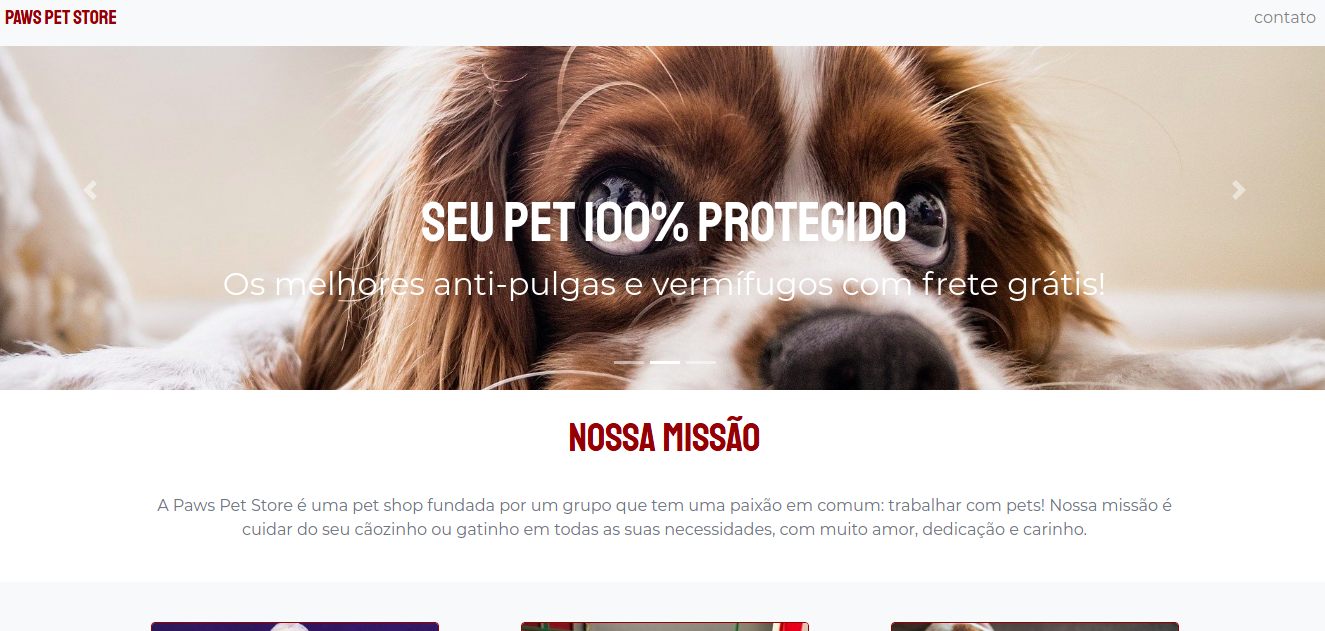 PAWS PET STORE
contato
SEU PET 100% PROTEGIDO
Os melhores anti-pulgas e vermífugos com frete grátis!
NOSSA MISSÃO
A Paws Pet Store é uma pet shop fundada por um grupo que tem uma paixão em comum: trabalhar com pets! Nossa missão é
cuidar do seu cãozinho ou gatinho em todas as suas necessidades, com muito amor, dedicação e carinho.